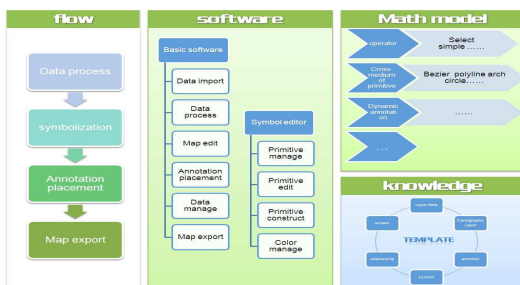 flow
Data process
symbolization
Annotation
placement
Map export
software
Basic software
Data import
Data
process
Map edit
Annotation
placement
Data
manage
Map export
Symbol editor
Primitive
manage
Primitive
edit
Primitive
construct
Color
manage
Math model
operator
Select
simple ......
Cross-
medium
of
primitive
Bezier polyline arch
circle......
Dynamic
annotati
on
......
...
knowledge
Layer data
Cartographic
Layer
symbol
relationship
TEMPLATE